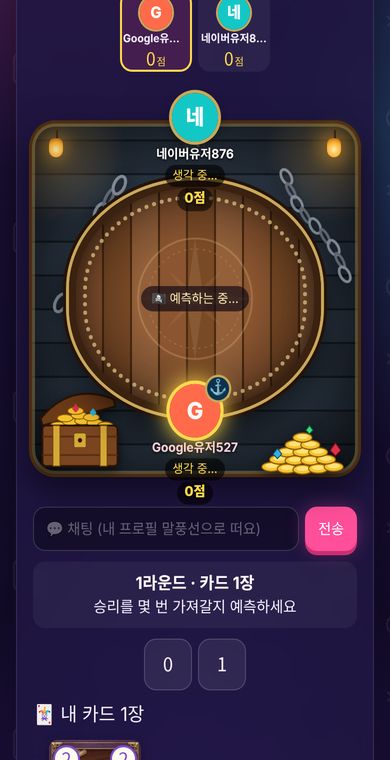 G
네
Google유...
네이버유저8...
0점
0점
네
네이버유저876
생각 중...
0점
예측하는 중...
G
Google유저527
생각 중...
0점
채팅 (내 프로필 말풍선으로 떠요)
전송
1라운드 · 카드 1장
승리를 몇 번 가져갈지 예측하세요
0
1
내 카드 1장
2
2